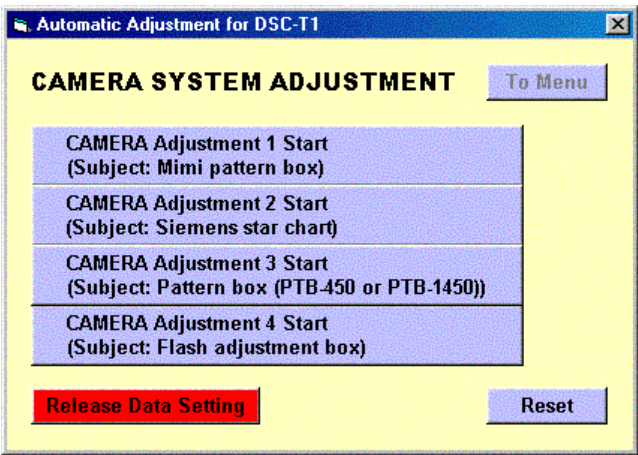 Automatic Adjustment for DSC-T1
CAMERA SYSTEM ADJUSTMENT
To Menu
CAMERA Adjustment 1 Start
(Subject: Mimi pattern box)
CAMERA Adjustment 2 Start
(Subject: Siemens star chart)
CAMERA Adjustment 3 Start
(Subject: Pattern box (PTB-450 or PTB-1450))
CAMERA Adjustment 4 Start
(Subject: Flash adjustment box)
Release Data Setting
Reset